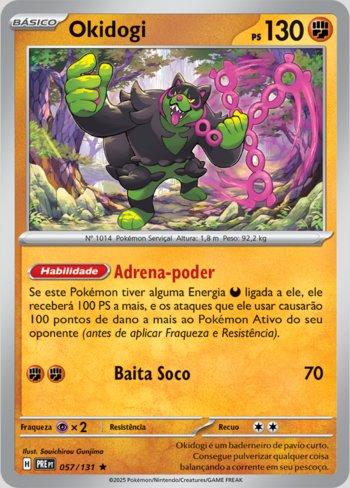 BÁSICO
Okidogi
PS 130
Nº 1014 Pokémon Serviçal Altura: 1,8 m Peso: 92,2 kg
Habilidade Adrena-poder
Se este Pokémon tiver alguma Energia ligada a ele, ele
receberá 100 PS a mais, e os ataques que ele usar causarão
100 pontos de dano a mais ao Pokémon Ativo do seu
oponente (antes de aplicar Fraqueza e Resistência).
Baita Soco 70
Fraqueza ×2 Resistência Recuo
Ilust. Souichirou Gunjima
H PRE PT 057/131 ★
Okidogi é um baderneiro de pavio curto.
Consegue pulverizar qualquer coisa
balançando a corrente em seu pescoço.
©2025 Pokémon/Nintendo/Creatures/GAME FREAK